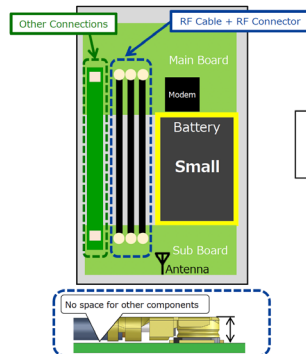 Other Connections
RF Cable + RF Connector
Main Board
Modem
Battery
Small
Sub Board
Antenna
No space for other components